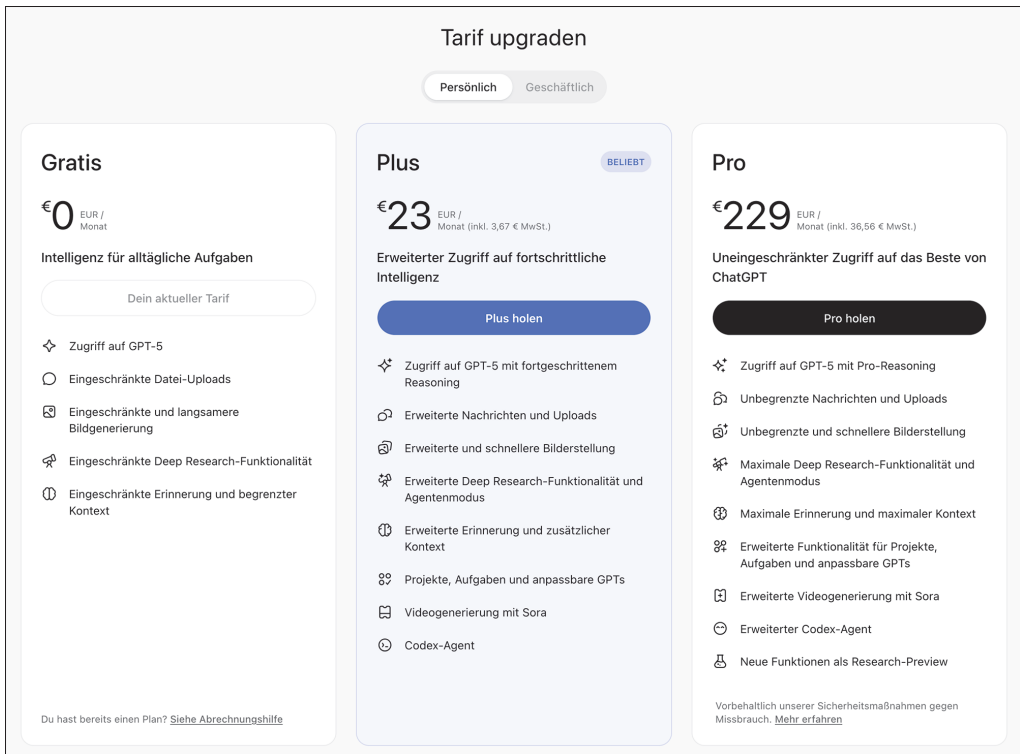 Tarif upgraden
Persönlich
Geschäftlich
Gratis
€0 EUR /
Monat
Intelligenz für alltägliche Aufgaben
Dein aktueller Tarif
Zugriff auf GPT-5
Eingeschränkte Datei-Uploads
Eingeschränkte und langsamere
Bildgenerierung
Eingeschränkte Deep Research-Funktionalität
Eingeschränkte Erinnerung und begrenzter
Kontext
Du hast bereits einen Plan? Siehe Abrechnungshilfe
Plus
BELIEBT
€23 EUR /
Monat (inkl. 3,67 € MwSt.)
Erweiterter Zugriff auf fortschrittliche
Intelligenz
Plus holen
Zugriff auf GPT-5 mit fortgeschrittenem
Reasoning
Erweiterte Nachrichten und Uploads
Erweiterte und schnellere Bilderstellung
Erweiterte Deep Research-Funktionalität und
Agentenmodus
Erweiterte Erinnerung und zusätzlicher
Kontext
Projekte, Aufgaben und anpassbare GPTs
Videogenerierung mit Sora
Codex-Agent
Pro
€229 EUR /
Monat (inkl. 36,56 € MwSt.)
Uneingeschränkter Zugriff auf das Beste von
ChatGPT
Pro holen
Zugriff auf GPT-5 mit Pro-Reasoning
Unbegrenzte Nachrichten und Uploads
Unbegrenzte und schnellere Bilderstellung
Maximale Deep Research-Funktionalität und
Agentenmodus
Maximale Erinnerung und maximaler Kontext
Erweiterte Funktionalität für Projekte,
Aufgaben und anpassbare GPTs
Erweiterte Videogenerierung mit Sora
Erweiterter Codex-Agent
Neue Funktionen als Research-Preview
Vorbehaltlich unserer Sicherheitsmaßnahmen gegen
Missbrauch. Mehr erfahren